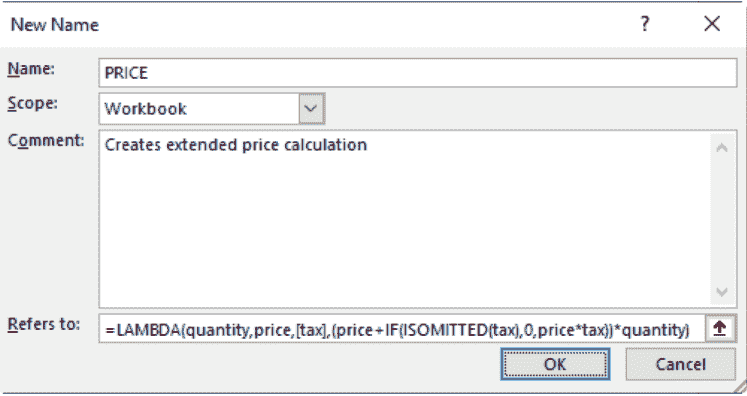 New Name
?
Name: PRICE
Scope: Workbook
Comment: Creates extended price calculation
Refers to: =LAMBDA(quantity,price,[tax],(price+IF(ISOMITTED(tax),0,price*tax))*quantity)
OK Cancel